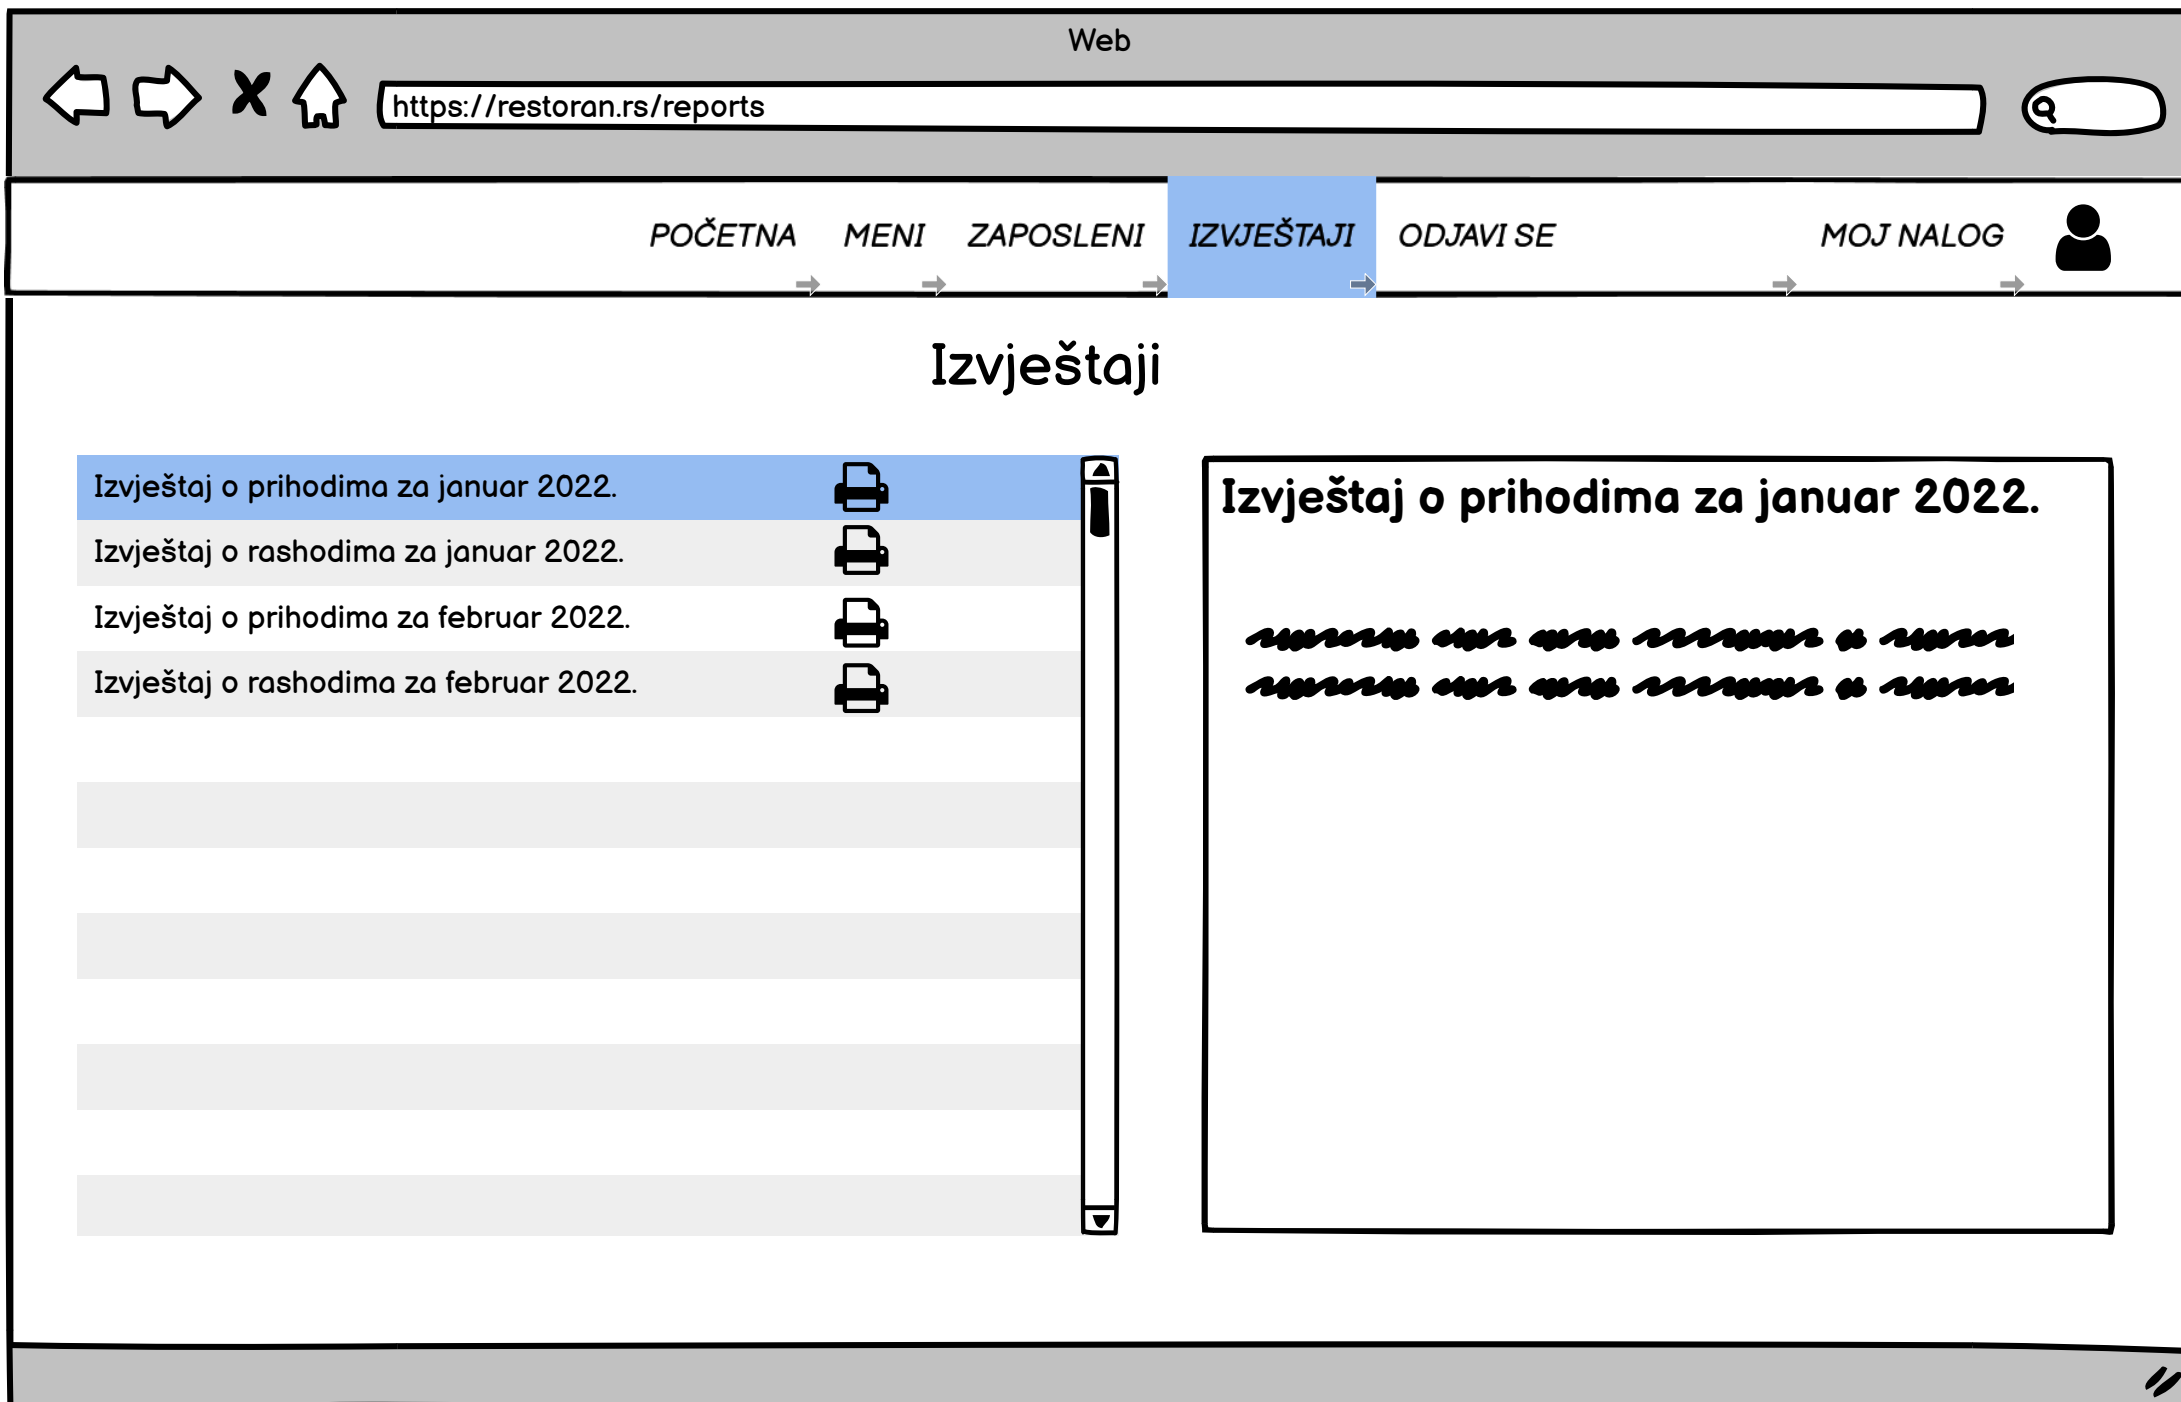 Web
https://restoran.rs/reports
POČETNA MENI ZAPOSLENI IZVJEŠTAJI ODJAVI SE MOJ NALOG
Izvještaji
Izvještaj o prihodima za januar 2022.
Izvještaj o rashodima za januar 2022.
Izvještaj o prihodima za februar 2022.
Izvještaj o rashodima za februar 2022.
Izvještaj o prihodima za januar 2022.